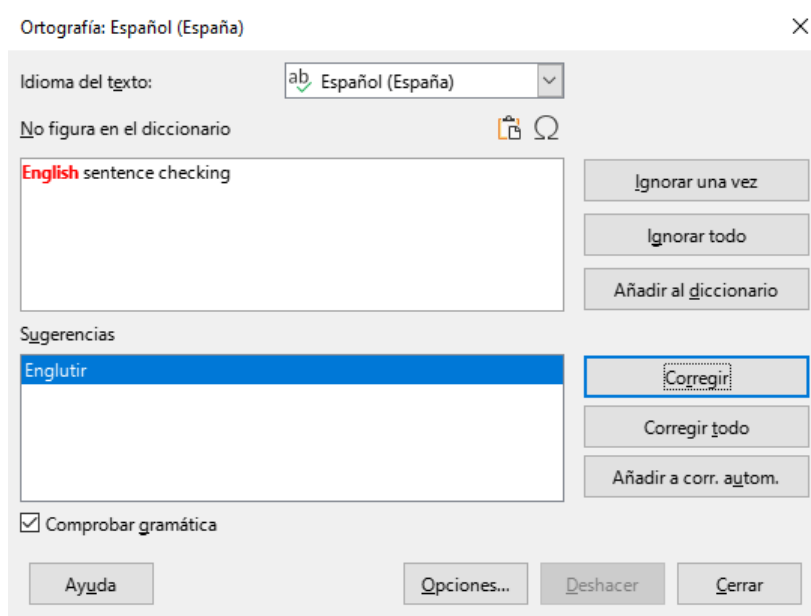 Ortografía: Español (España)
Idioma del texto:
Español (España)
No figura en el diccionario
English sentence checking
Ignorar una vez
Ignorar todo
Añadir al diccionario
Sugerencias
Englutir
Corregir
Corregir todo
Añadir a corr. autom.
Comprobar gramática
Ayuda
Opciones...
Deshacer
Cerrar